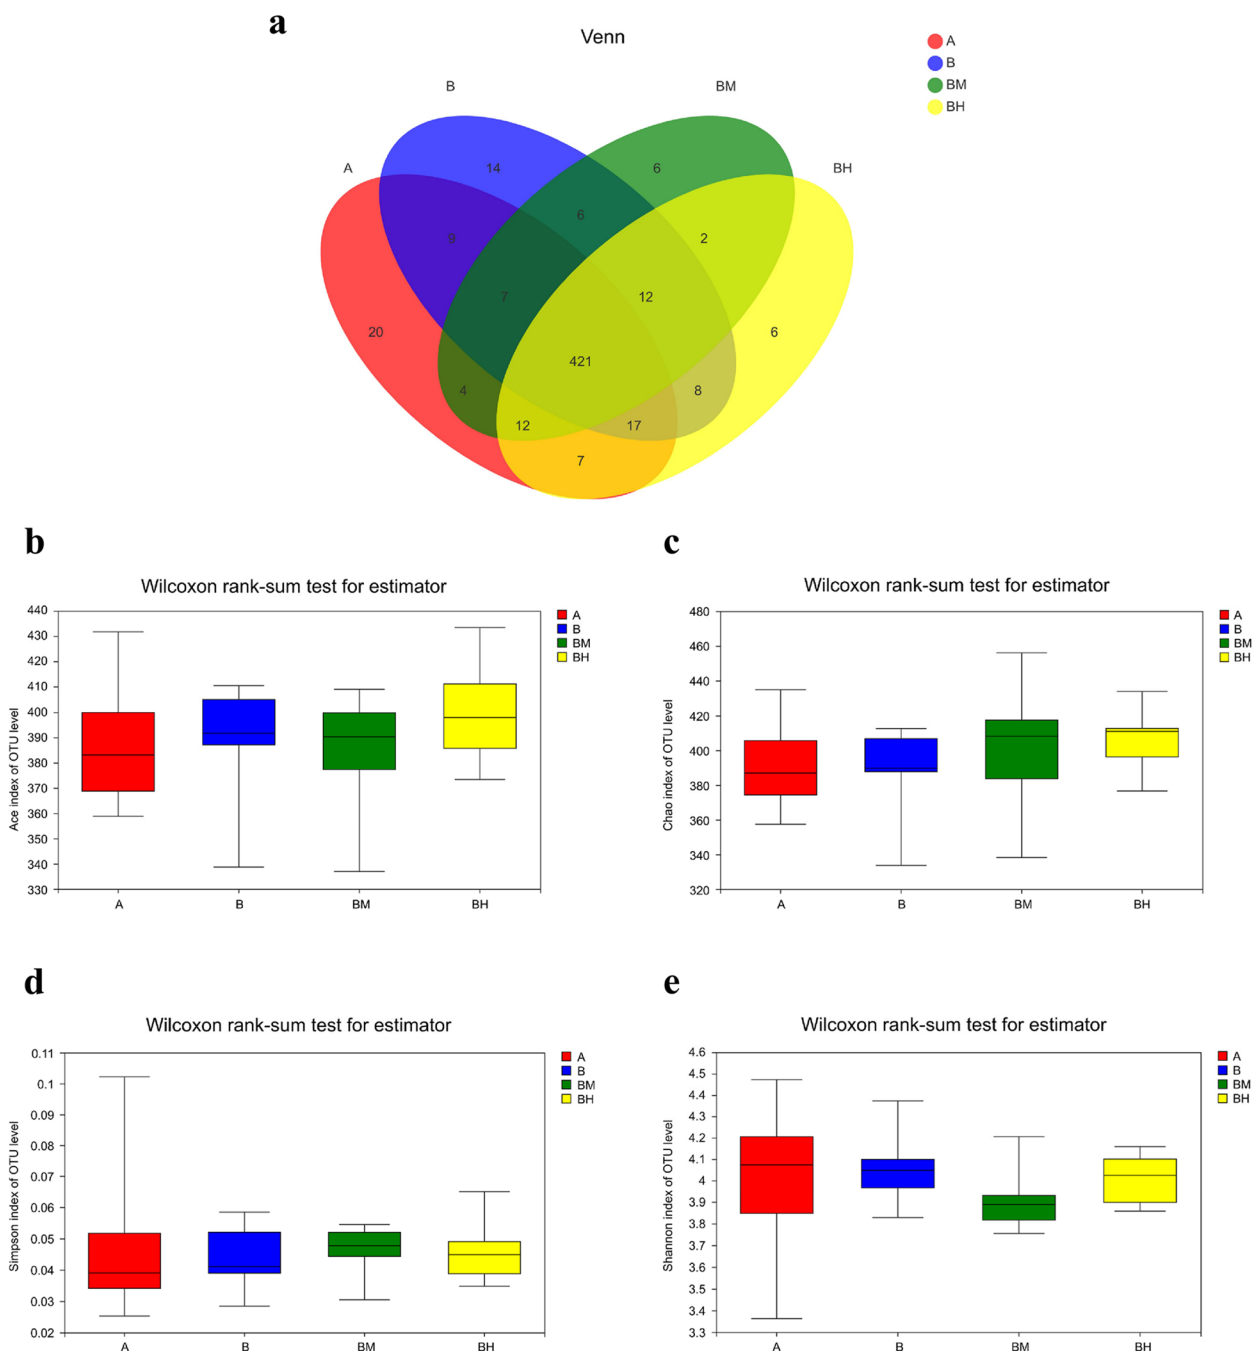 a
Venn
A
B
BM
BH
B
BM
A
BH
14
6
6
9
2
7
12
20
6
421
4
8
12
17
7
b
Wilcoxon rank-sum test for estimator
Ace index of OTU level
440
430
420
410
400
390
380
370
360
350
340
330
A
B
BM
BH
A
B
BM
BH
c
Wilcoxon rank-sum test for estimator
Chao index of OTU level
480
460
440
420
400
380
360
340
320
A
B
BM
BH
A
B
BM
BH
d
Wilcoxon rank-sum test for estimator
Simpson index of OTU level
0.11
0.1
0.09
0.08
0.07
0.06
0.05
0.04
0.03
0.02
A
B
BM
BH
A
B
BM
BH
e
Wilcoxon rank-sum test for estimator
Shannon index of OTU level
4.6
4.5
4.4
4.3
4.2
4.1
4
3.9
3.8
3.7
3.6
3.5
3.4
3.3
A
B
BM
BH
A
B
BM
BH